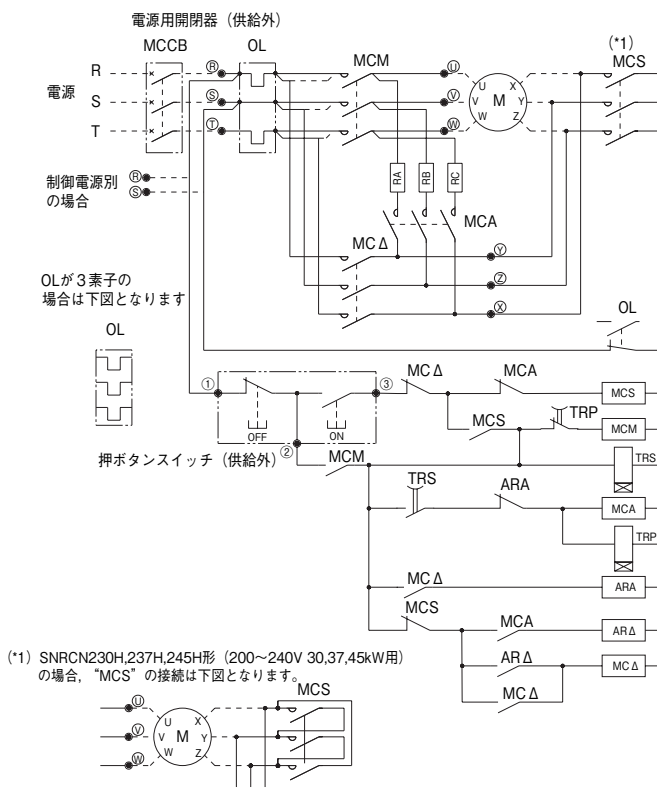 電源用開閉器（供給外）
MCCB
OL
MCM
(*1)
MCS
R
Ⓡ
Ⓤ
U
X
電源
S
Ⓢ
Ⓥ
V
M
Y
T
Ⓣ
Ⓦ
W
Z
RA
RB
RC
制御電源別
の場合
Ⓡ
Ⓢ
MCA
MCΔ
Ⓨ
Ⓩ
Ⓧ
OLが３素子の
場合は下図となります
OL
OL
①
OFF
ON
③
MCΔ
MCA
MCS
MCS
TRP
MCM
押ボタンスイッチ（供給外）
②
MCM
TRS
TRS
ARA
MCA
TRP
MCΔ
ARA
MCS
MCA
ARΔ
ARΔ
MCΔ
MCΔ
(*1) SNRCN230H,237H,245H形（200～240V 30,37,45kW用）
の場合，“MCS”の接続は下図となります。
MCS
Ⓤ
U
X
Ⓥ
V
M
Y
Ⓦ
W
Z